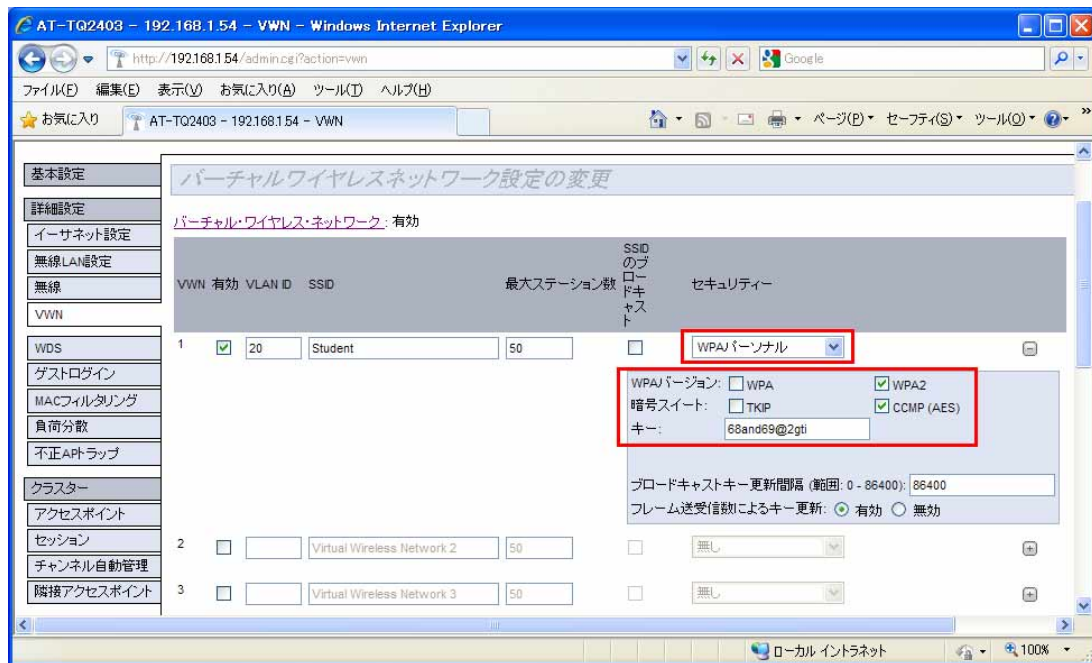 AT-TQ2403 - 192.168.1.54 - VWN - Windows Internet Explorer
http://192.168.1.54/admin.cgi?action=vwn
Google
ファイル(F) 編集(E) 表示(V) お気に入り(A) ツール(T) ヘルプ(H)
お気に入り AT-TQ2403 - 192.168.1.54 - VWN ページ(P) セーフティ(S) ツール(O)
基本設定
詳細設定
イーサネット設定
無線LAN設定
無線
VWN
WDS
ゲストログイン
MACフィルタリング
負荷分散
不正APトラップ
クラスター
アクセスポイント
セッション
チャンネル自動管理
隣接アクセスポイント
バーチャルワイヤレスネットワーク設定の変更
バーチャル・ワイヤレス・ネットワーク : 有効
VWN 有効 VLAN ID SSID 最大ステーション数 SSIDのブロードキャスト セキュリティー
1 20 Student 50 WPAパーソナル
WPAバージョン: WPA WPA2
暗号スイート: TKIP CCMP (AES)
キー: 68and69@2gti
ブロードキャストキー更新間隔 (範囲: 0 - 86400): 86400
フレーム送受信数によるキー更新: 有効 無効
2 Virtual Wireless Network 2 50 無し
3 Virtual Wireless Network 3 50 無し
ローカル イントラネット 100%